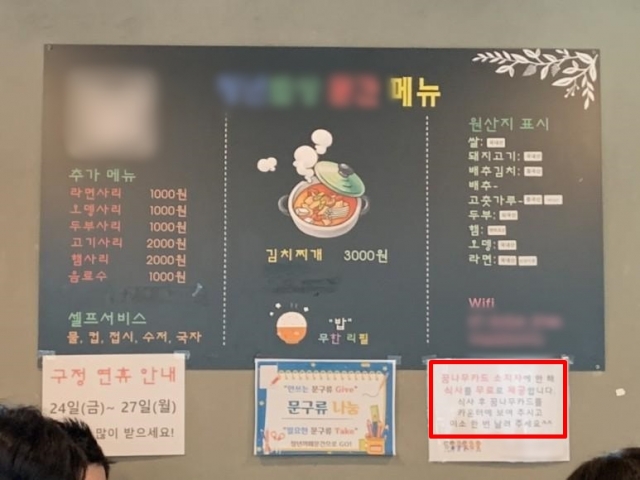 메뉴
추가 메뉴
라면사리 1000원
오뎅사리 1000원
두부사리 1000원
고기사리 2000원
햄사리 2000원
음료수 1000원
셀프서비스
물, 컵, 접시, 수저, 국자
김치찌개 3000원
"밥"
무한 리필
원산지 표시
쌀:
돼지고기:
배추김치:
배추-
고춧가루-
두부:
햄:
오뎅:
라면:
Wifi
구정 연휴 안내
24일(금)~ 27일(월)
많이 받으세요!
"안쓰는 문구류 Give"
문구류 나눔
"필요한 문구류 Take"
꿈나무카드 소지자에 한해
식사를 무료로 제공합니다.
식사 후 꿈나무카드를
카운터에 보여 주시고
미소 한 번 날려 주세요^^